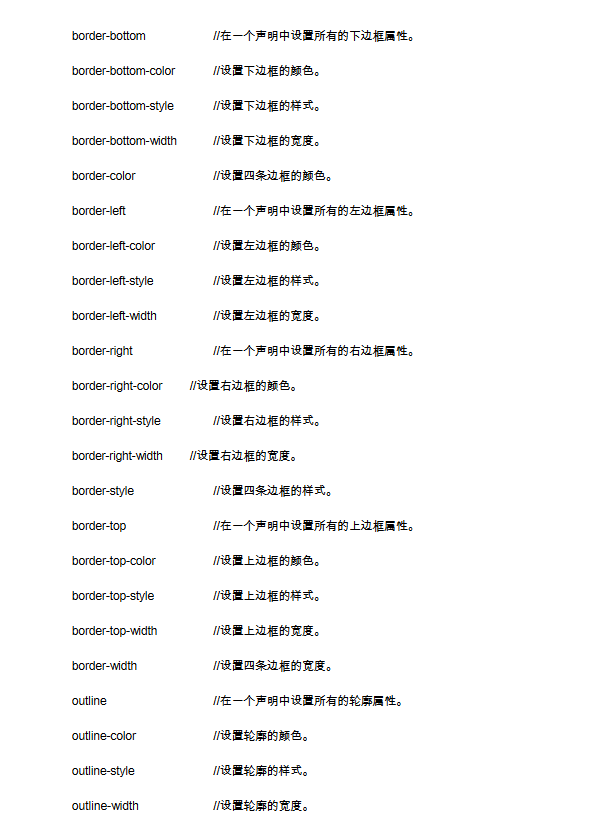 border-bottom //在一个声明中设置所有的下边框属性。
border-bottom-color //设置下边框的颜色。
border-bottom-style //设置下边框的样式。
border-bottom-width //设置下边框的宽度。
border-color //设置四条边框的颜色。
border-left //在一个声明中设置所有的左边框属性。
border-left-color //设置左边框的颜色。
border-left-style //设置左边框的样式。
border-left-width //设置左边框的宽度。
border-right //在一个声明中设置所有的右边框属性。
border-right-color //设置右边框的颜色。
border-right-style //设置右边框的样式。
border-right-width //设置右边框的宽度。
border-style //设置四条边框的样式。
border-top //在一个声明中设置所有的上边框属性。
border-top-color //设置上边框的颜色。
border-top-style //设置上边框的样式。
border-top-width //设置上边框的宽度。
border-width //设置四条边框的宽度。
outline //在一个声明中设置所有的轮廓属性。
outline-color //设置轮廓的颜色。
outline-style //设置轮廓的样式。
outline-width //设置轮廓的宽度。